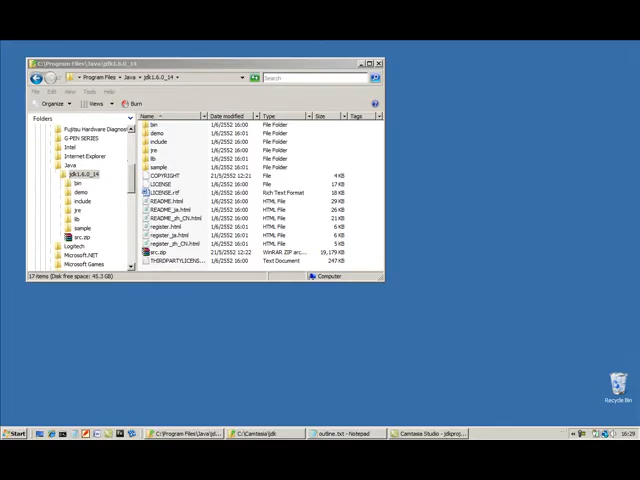 C:\Program Files\Java\jdk1.6.0_14
Program Files Java jdk1.6.0_14
Search
File Edit View Tools Help
Organize Views Burn
Folders
Name Date modified Type Size Tags
Fujitsu Hardware Diagnos
G-PEN SERIES
Intel
Internet Explorer
Java
jdk1.6.0_14
bin
demo
include
jre
lib
sample
src.zip
Logitech
Microsoft.NET
Microsoft Games
bin 1/6/2552 16:00 File Folder
demo 1/6/2552 16:00 File Folder
include 1/6/2552 16:00 File Folder
jre 1/6/2552 16:01 File Folder
lib 1/6/2552 16:01 File Folder
sample 1/6/2552 16:01 File Folder
COPYRIGHT 21/5/2552 12:21 File 4 KB
LICENSE 1/6/2552 16:00 File 17 KB
LICENSE.rtf 1/6/2552 16:00 Rich Text Format 18 KB
README.html 1/6/2552 16:00 HTML File 29 KB
README_ja.html 1/6/2552 16:00 HTML File 26 KB
README_zh_CN.html 1/6/2552 16:00 HTML File 21 KB
register.html 1/6/2552 16:01 HTML File 6 KB
register_ja.html 1/6/2552 16:01 HTML File 6 KB
register_zh_CN.html 1/6/2552 16:01 HTML File 5 KB
src.zip 21/5/2552 12:22 WinRAR ZIP arc... 19,179 KB
THIRDPARTYLICENS... 1/6/2552 16:00 Text Document 247 KB
17 items (Disk free space: 45.3 GB) Computer
Recycle Bin
Start C:\Program Files\Java\jd... C:\Camtasia\jdk outline.txt - Notepad Camtasia Studio - jdkproj... 16:29